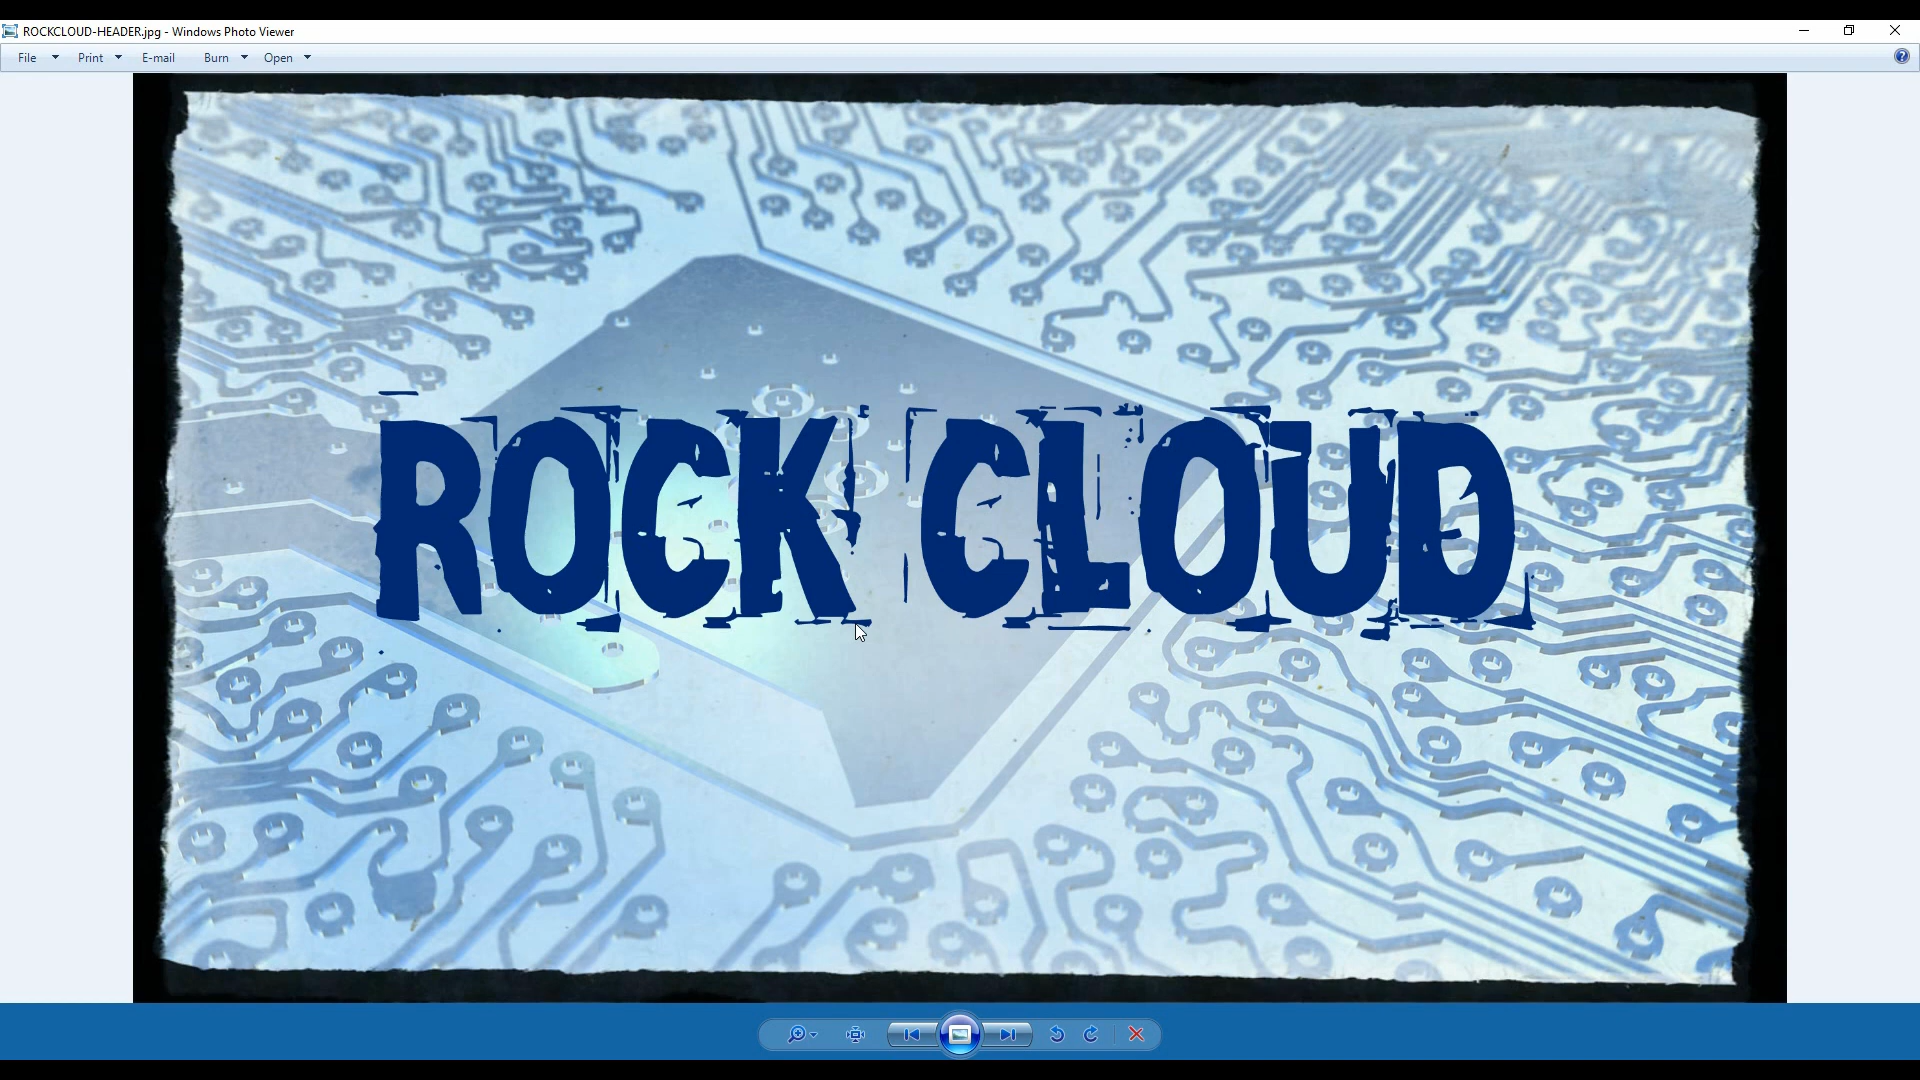 ROCKCLOUD-HEADER.jpg - Windows Photo Viewer
File Print E-mail Burn Open
ROCK CLOUD